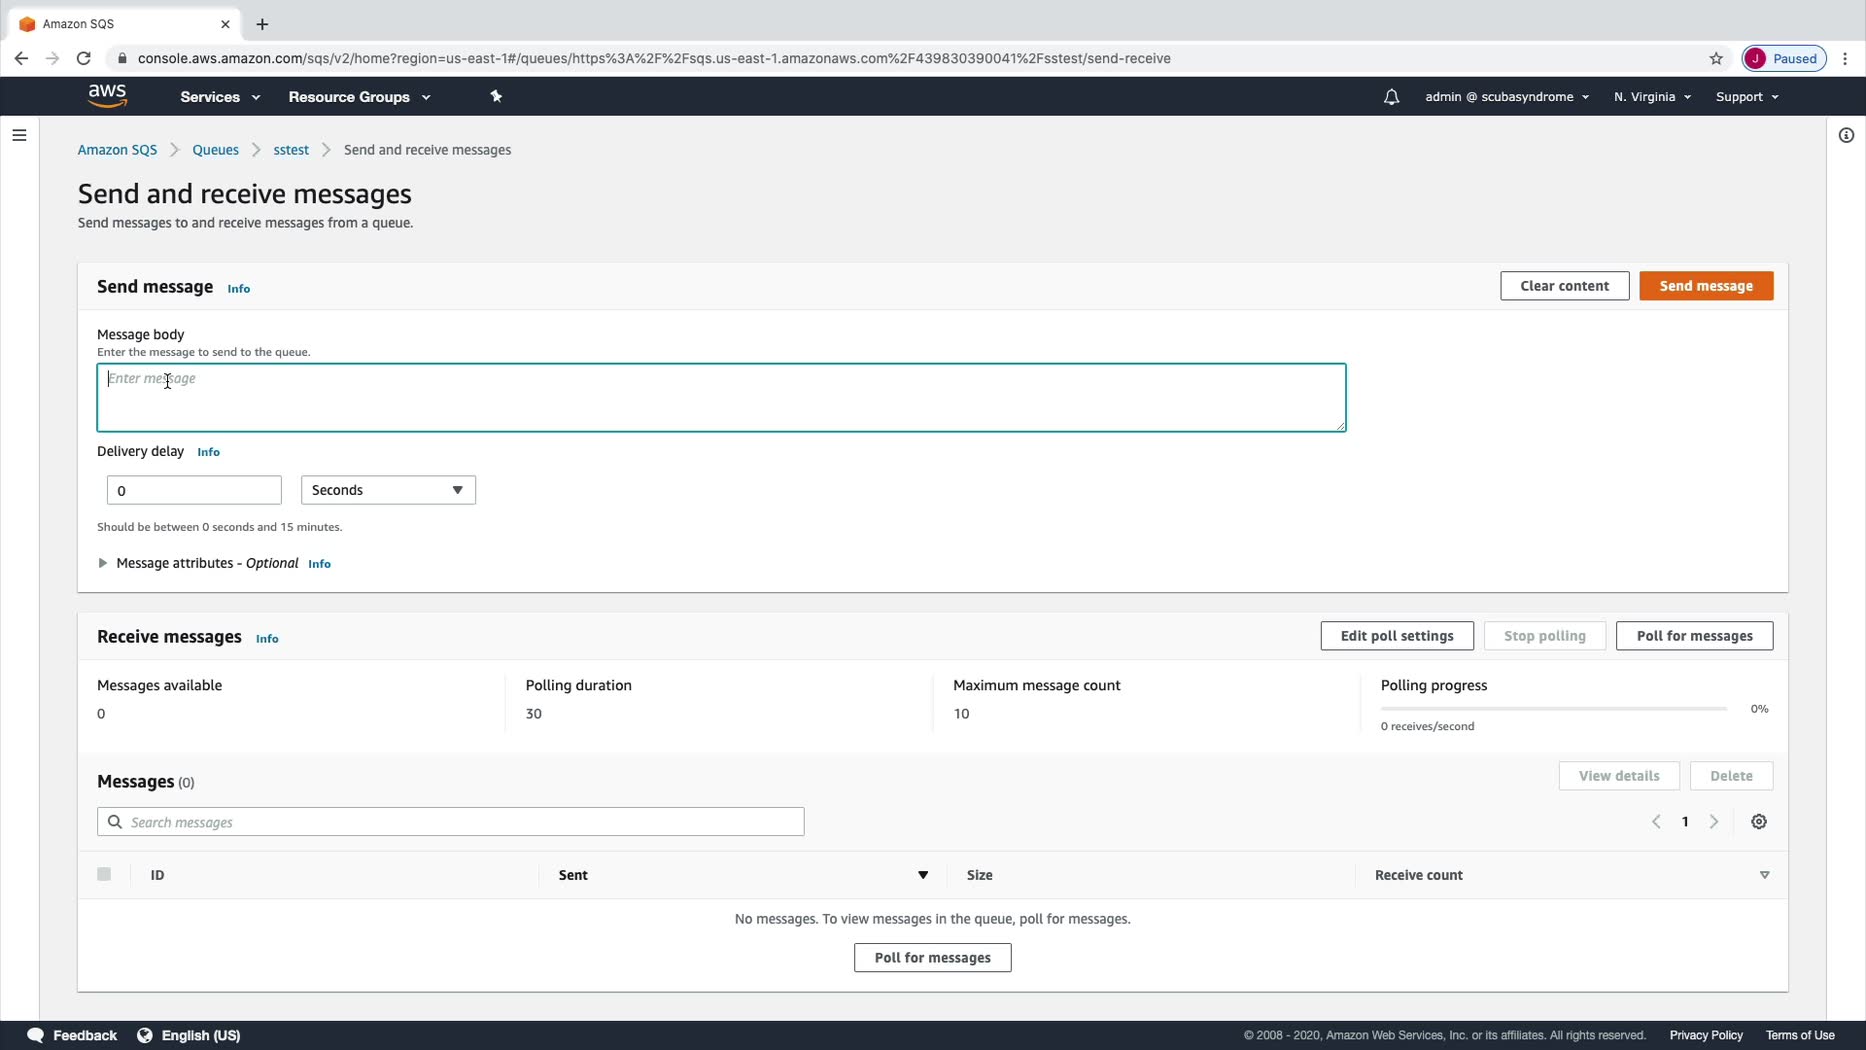 Amazon SQS
console.aws.amazon.com/sqs/v2/home?region=us-east-1#/queues/https%3A%2F%2Fsqs.us-east-1.amazonaws.com%2F439830390041%2Fsstest/send-receive
J Paused
aws Services Resource Groups admin @ scubasyndrome N. Virginia Support
Amazon SQS Queues sstest Send and receive messages
Send and receive messages
Send messages to and receive messages from a queue.
Send message Info Clear content Send message
Message body
Enter the message to send to the queue.
Enter message
Delivery delay Info
0 Seconds
Should be between 0 seconds and 15 minutes.
Message attributes - Optional Info
Receive messages Info Edit poll settings Stop polling Poll for messages
Messages available Polling duration Maximum message count Polling progress
0 30 10 0%
0 receives/second
Messages (0) View details Delete
Search messages 1
ID Sent Size Receive count
No messages. To view messages in the queue, poll for messages.
Poll for messages
Feedback English (US) © 2008 - 2020, Amazon Web Services, Inc. or its affiliates. All rights reserved. Privacy Policy Terms of Use